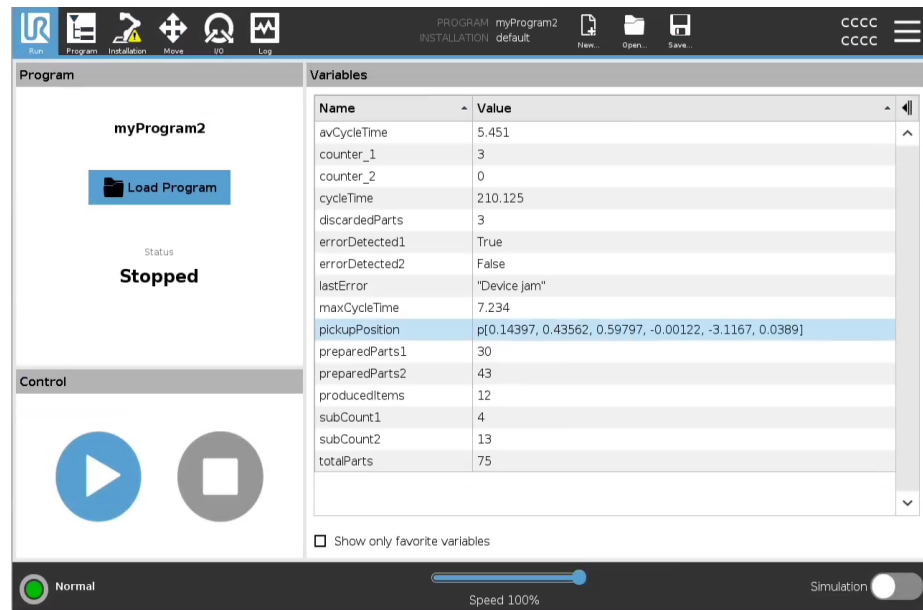 PROGRAM myProgram2
INSTALLATION default
UR
Run
Program
Installation
Move
I/O
Log
New...
Open...
Save...
CCCC
CCCC
Program
myProgram2
Load Program
Status
Stopped
Control
Variables
Name Value
avCycleTime 5.451
counter_1 3
counter_2 0
cycleTime 210.125
discardedParts 3
errorDetected1 True
errorDetected2 False
lastError "Device jam"
maxCycleTime 7.234
pickupPosition p[0.14397, 0.43562, 0.59797, -0.00122, -3.1167, 0.0389]
preparedParts1 30
preparedParts2 43
producedItems 12
subCount1 4
subCount2 13
totalParts 75
Show only favorite variables
Normal
Speed 100%
Simulation